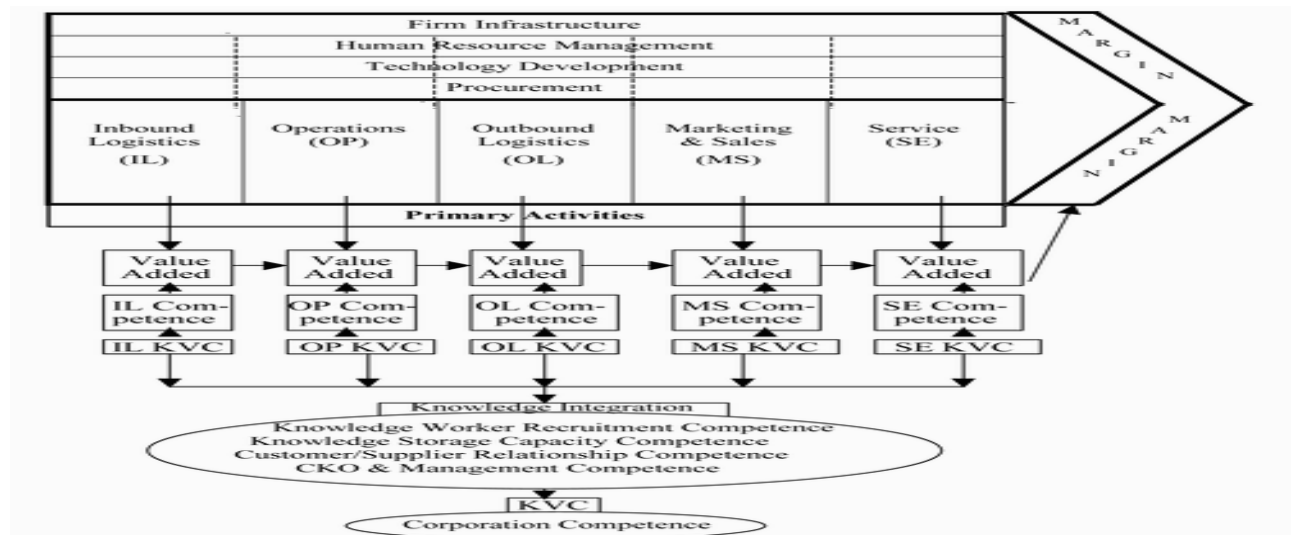 Firm Infrastructure
Human Resource Management
Technology Development
Procurement
MARGIN
Inbound
Logistics
(IL)
Operations
(OP)
Outbound
Logistics
(OL)
Marketing
& Sales
(MS)
Service
(SE)
MARGIN
Primary Activities
Value
Added
Value
Added
Value
Added
Value
Added
Value
Added
IL Com-
petence
OP Com-
petence
OL Com-
petence
MS Com-
petence
SE Com-
petence
IL KVC
OP KVC
OL KVC
MS KVC
SE KVC
Knowledge Integration
Knowledge Worker Recruitment Competence
Knowledge Storage Capacity Competence
Customer/Supplier Relationship Competence
CKO & Management Competence
KVC
Corporation Competence